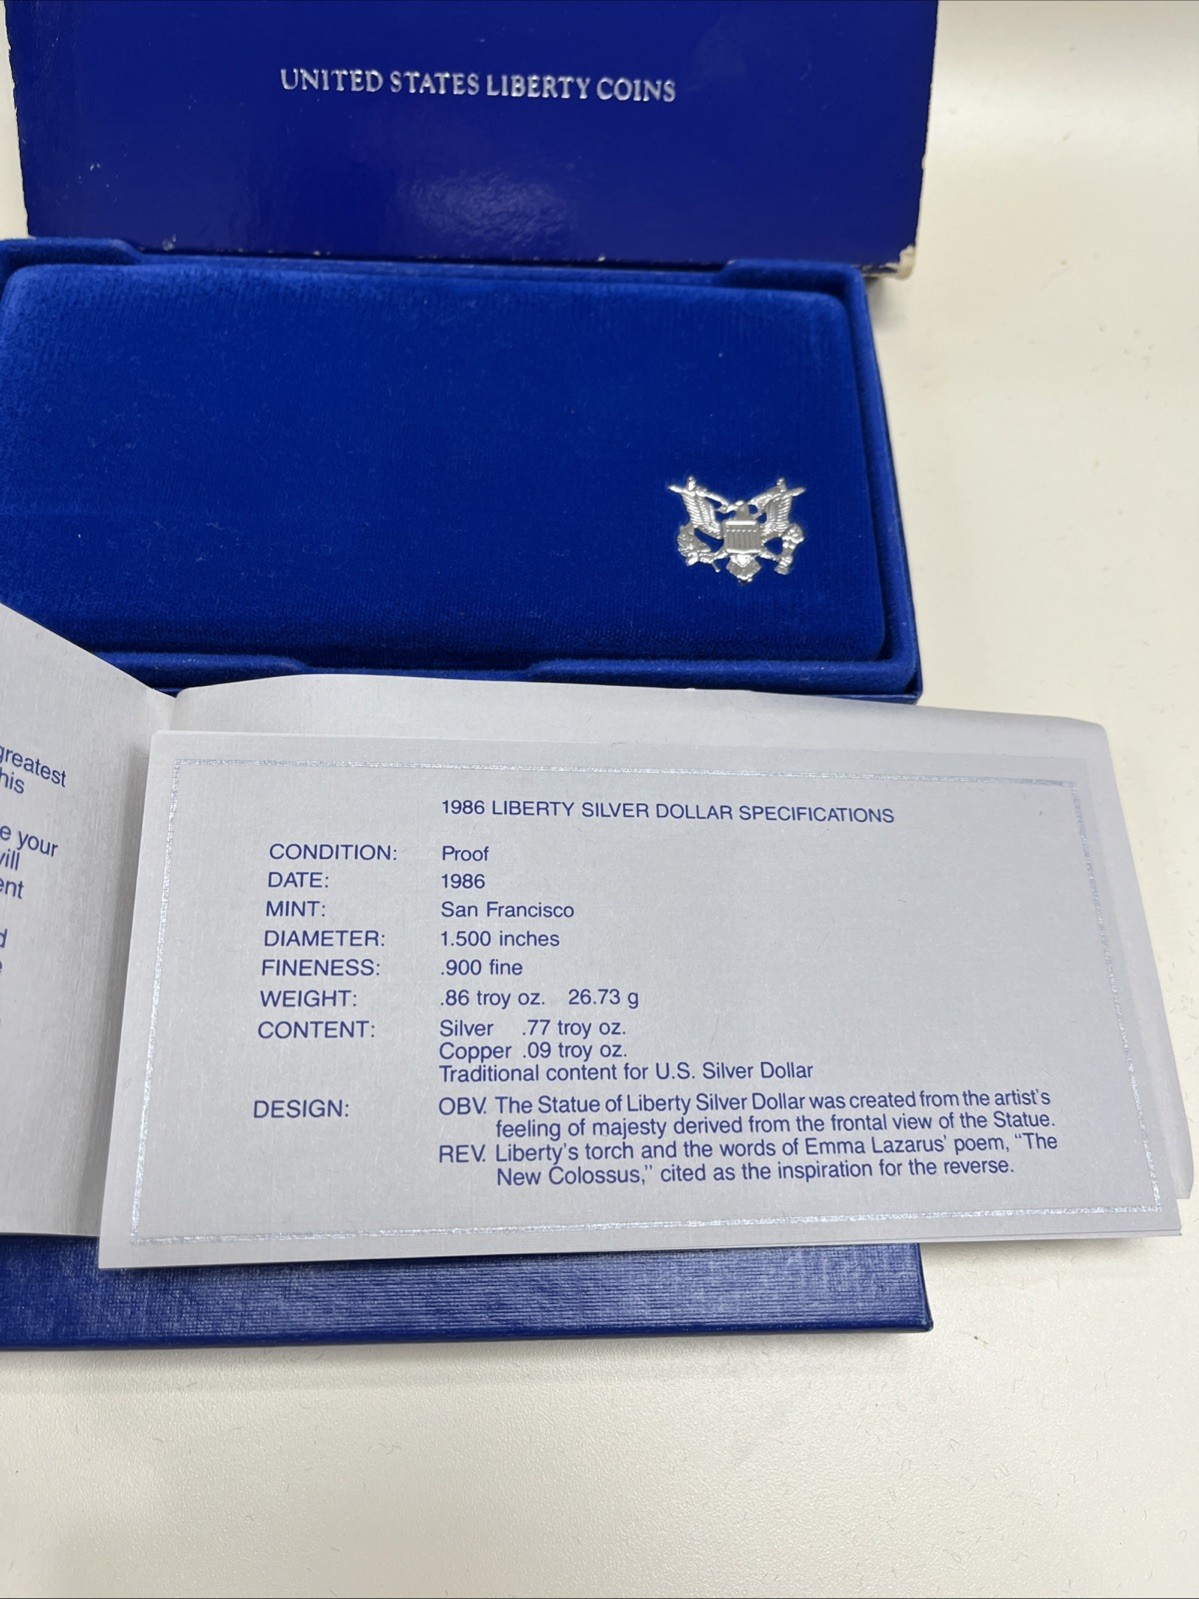 UNITED STATES LIBERTY COINS
greatest
your
1986 LIBERTY SILVER DOLLAR SPECIFICATIONS
CONDITION: Proof
DATE: 1986
MINT: San Francisco
DIAMETER: 1.500 inches
FINENESS: .900 fine
WEIGHT: .86 troy oz. 26.73 g
CONTENT: Silver .77 troy oz.
Copper .09 troy oz.
Traditional content for U.S. Silver Dollar
DESIGN: OBV. The Statue of Liberty Silver Dollar was created from the artist's
feeling of majesty derived from the frontal view of the Statue.
REV. Liberty's torch and the words of Emma Lazarus' poem, "The
New Colossus," cited as the inspiration for the reverse.